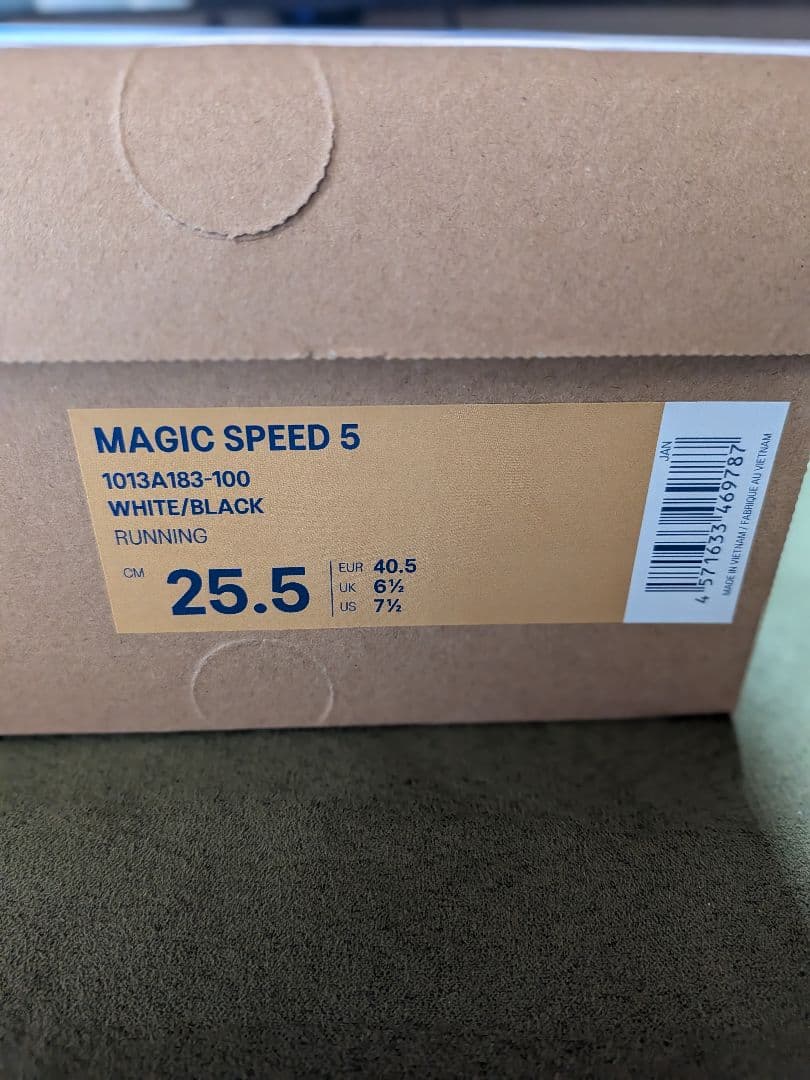 MAGIC SPEED 5
1013A183-100
WHITE/BLACK
RUNNING
CM 25.5
EUR 40.5
UK 6½
US 7½
JAN
4 571633 469787
MADE IN VIETNAM / FABRIQUE AU VIETNAM